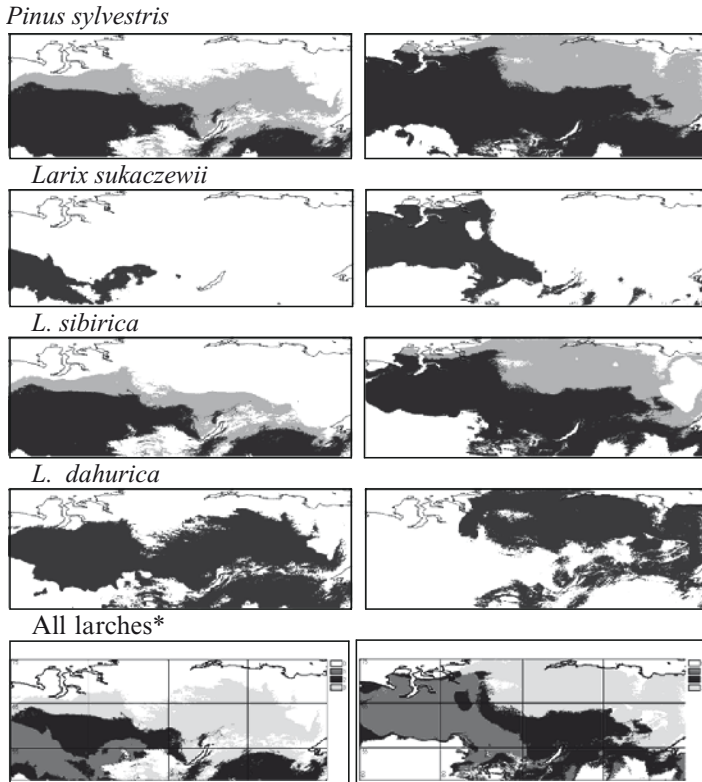 Pinus sylvestris
Larix sukaczewii
L. sibirica
L. dahurica
All larches*